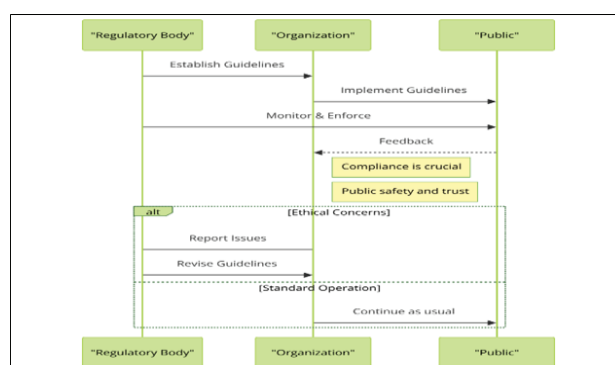 "Regulatory Body" "Organization" "Public"
Establish Guidelines
Implement Guidelines
Monitor & Enforce
Feedback
Compliance is crucial
Public safety and trust
alt [Ethical Concerns]
Report Issues
Revise Guidelines
[Standard Operation]
Continue as usual
"Regulatory Body" "Organization" "Public"